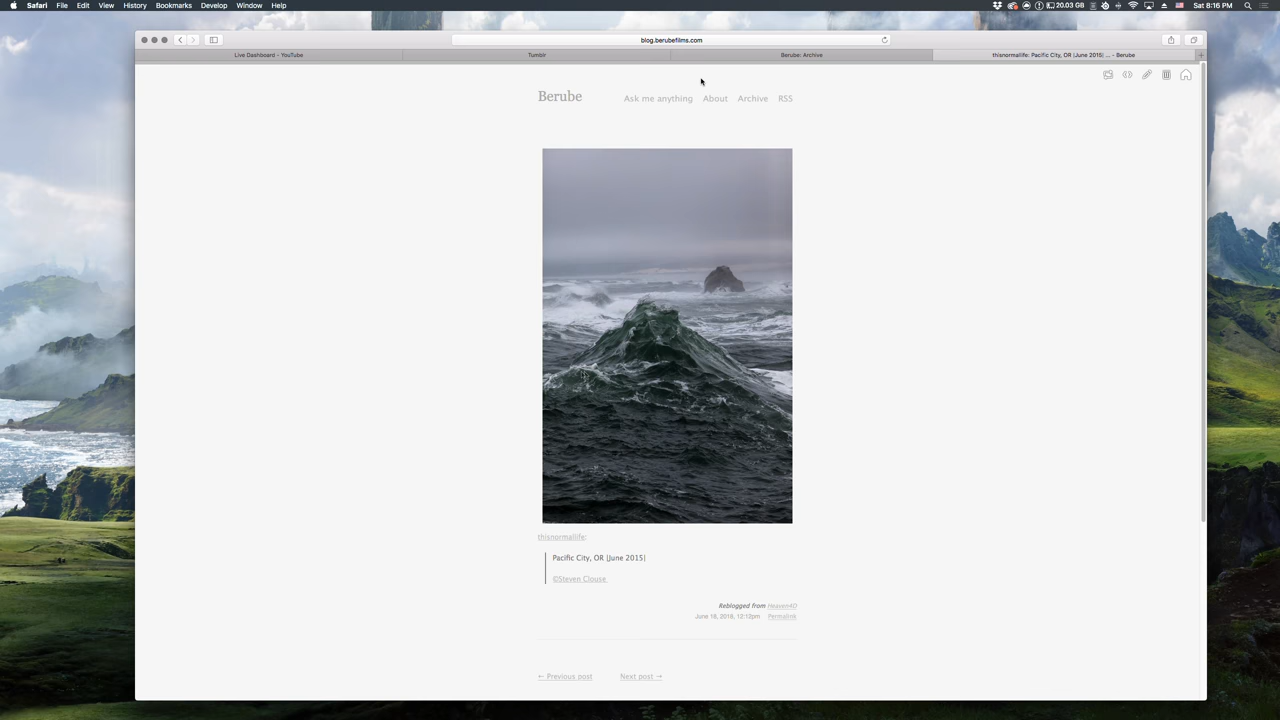 Safari File Edit View History Bookmarks Develop Window Help 20.03 GB Sat 8:16 PM
blog.berubefilms.com
Live Dashboard - YouTube Tumblr Berube: Archive thisnormallife: Pacific City, OR |June 2015| ... - Berube
Berube Ask me anything About Archive RSS
thisnormallife:
Pacific City, OR |June 2015|
©Steven Clouse
Reblogged from Heaven4D
June 18, 2016, 12:12pm Permalink
← Previous post Next post →